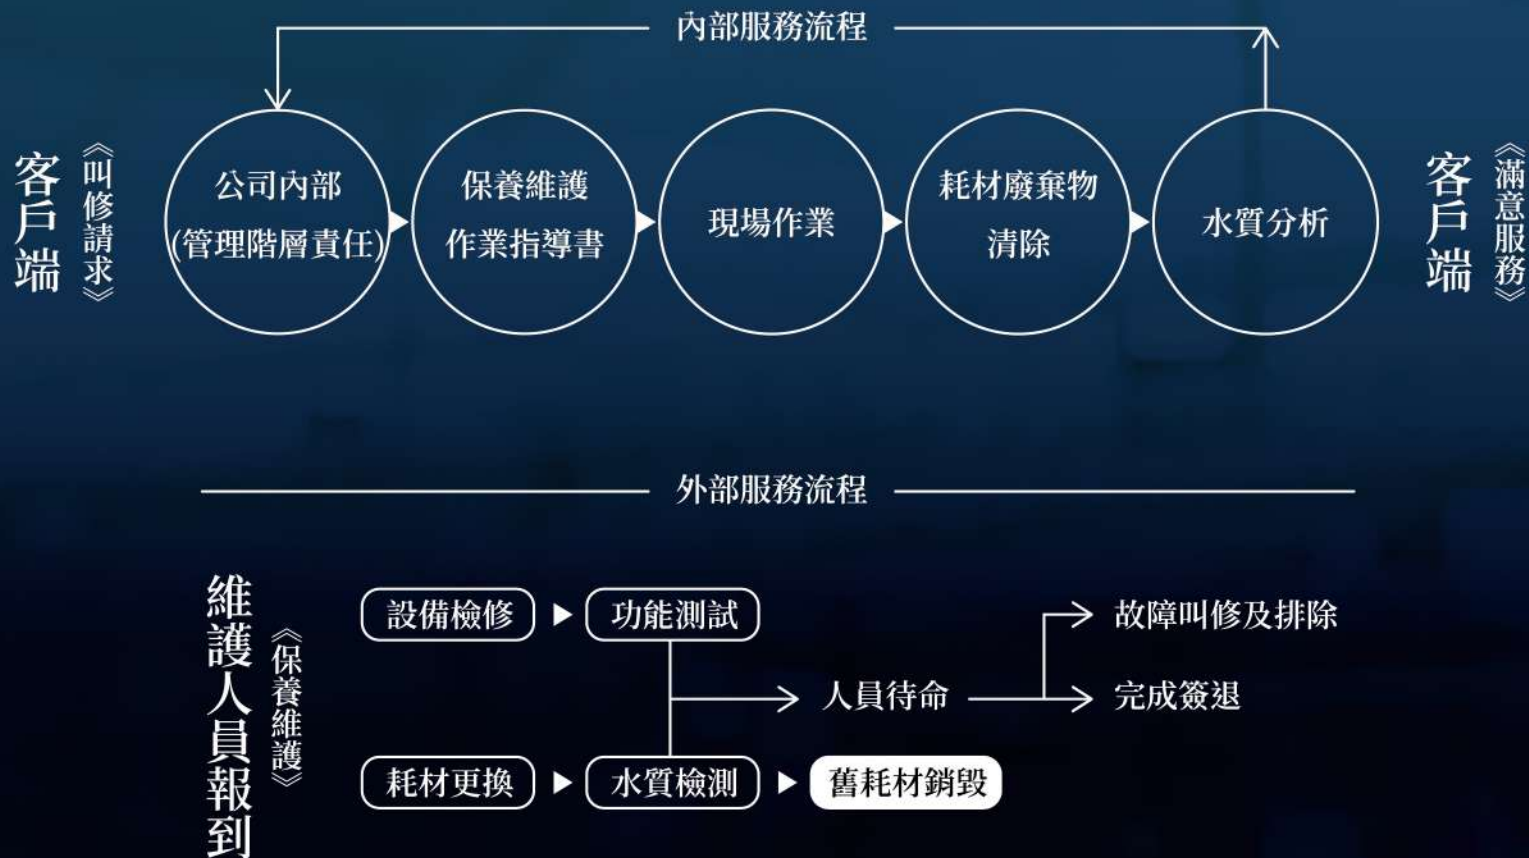 內部服務流程
客戶端
《叫修請求》
公司內部
(管理階層責任)
保養維護
作業指導書
現場作業
耗材廢棄物
清除
水質分析
客戶端
《滿意服務》
外部服務流程
維護人員報到
《保養維護》
設備檢修
功能測試
故障叫修及排除
人員待命
完成簽退
耗材更換
水質檢測
舊耗材銷毀